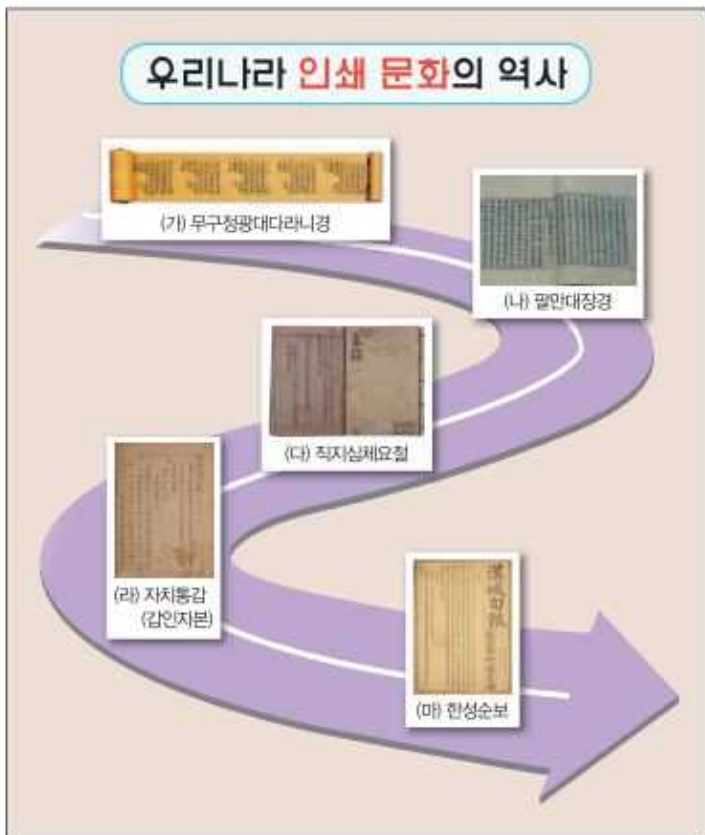 우리나라 인쇄 문화의 역사
(가) 무구정광대다라니경
(나) 팔만대장경
(다) 직지심체요절
(라) 자치통감
(갑인자본)
(마) 한성순보